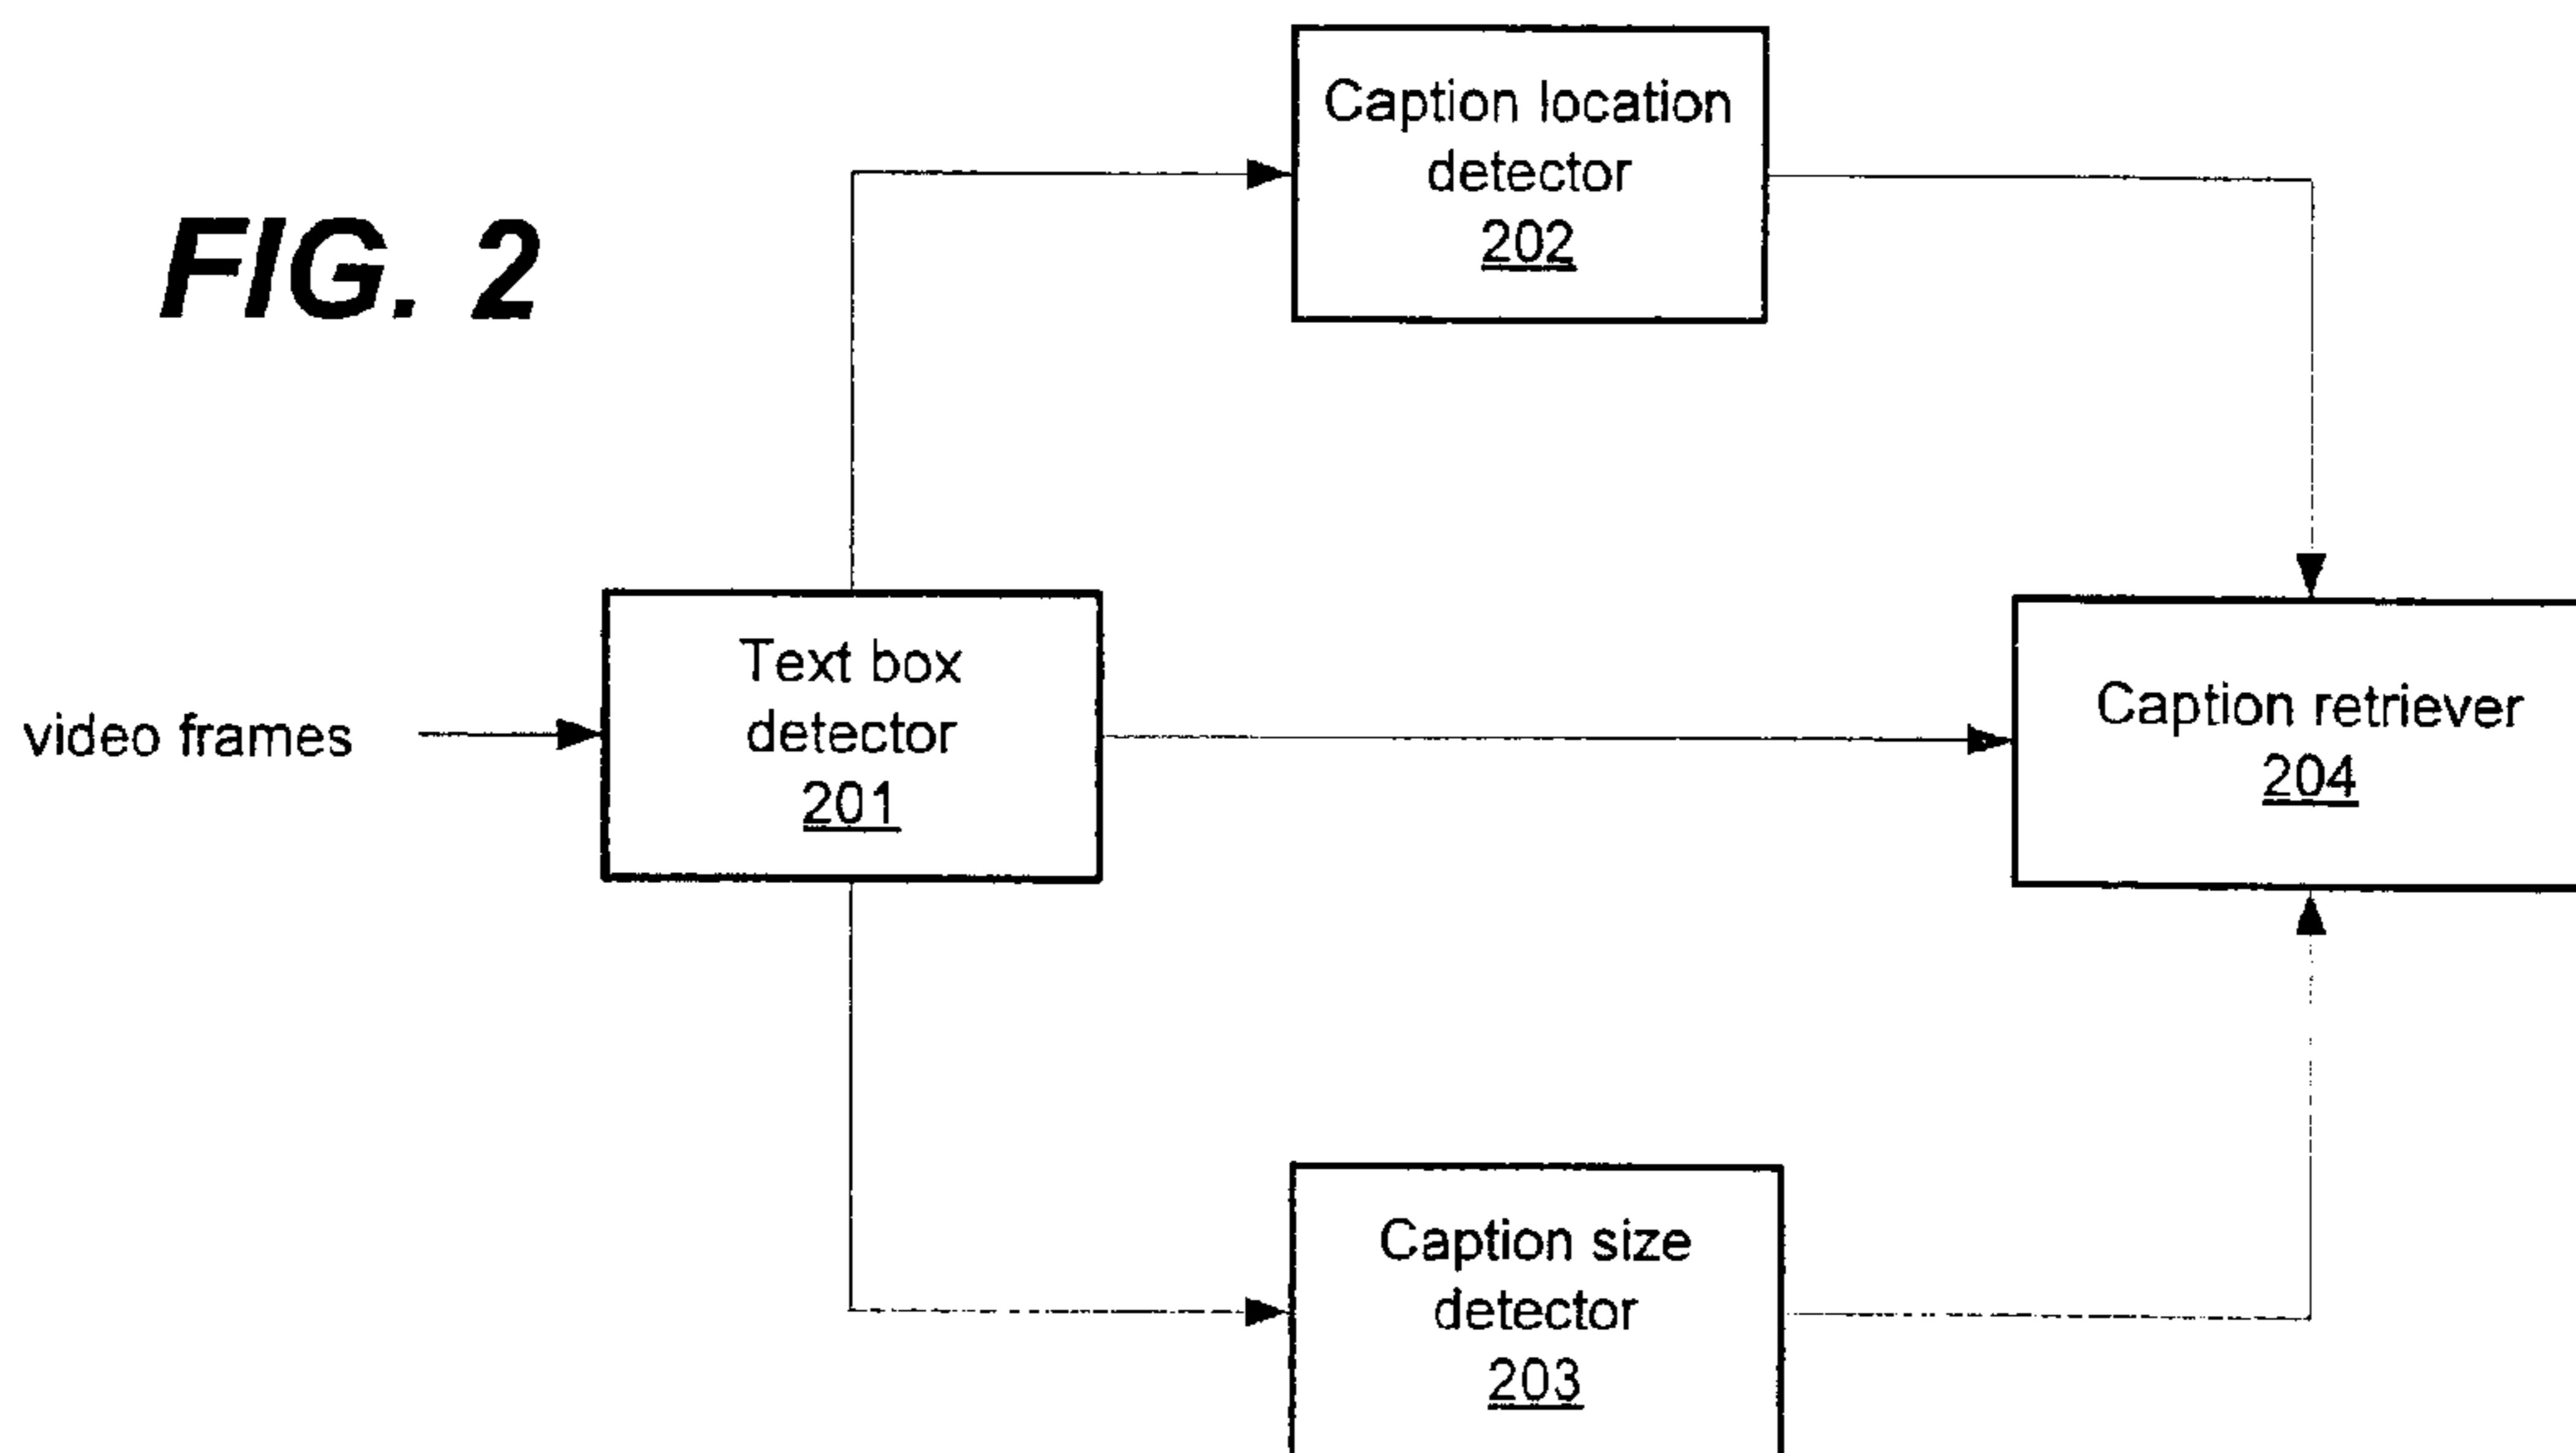 FIG. 2
Caption location
detector
202
video frames
Text box
detector
201
Caption retriever
204
Caption size
detector
203